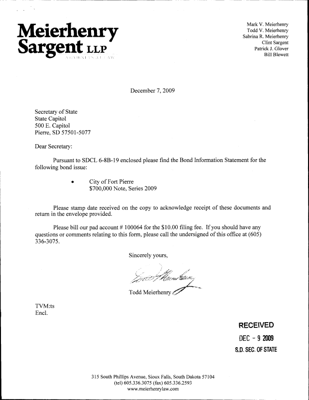 Meierhenry
Sargent LLP
Mark V. Meierhenry
Todd V. Meierhenry
Sabrina R. Meierhenry
Clint Sargent
Patrick J. Glover
Bill Blewett
December 7, 2009
Secretary of State
State Capitol
500 E. Capitol
Pierre, SD 57501-5077
Dear Secretary:
Pursuant to SDCL 6-8B-19 enclosed please find the Bond Information Statement for the
following bond issue:
• City of Fort Pierre
$700,000 Note, Series 2009
Please stamp date received on the copy to acknowledge receipt of these documents and
return in the envelope provided.
Please bill our pad account # 100064 for the $10.00 filing fee. If you should have any
questions or comments relating to this form, please call the undersigned of this office at (605)
336-3075.
Sincerely yours,
Todd Meierhenry
TVM:ts
Encl.
RECEIVED
DEC - 9 2009
S.D. SEC. OF STATE
315 South Phillips Avenue, Sioux Falls, South Dakota 57104
(tel) 605.336.3075 (fax) 605.336.2593
www.meierhenrylaw.com